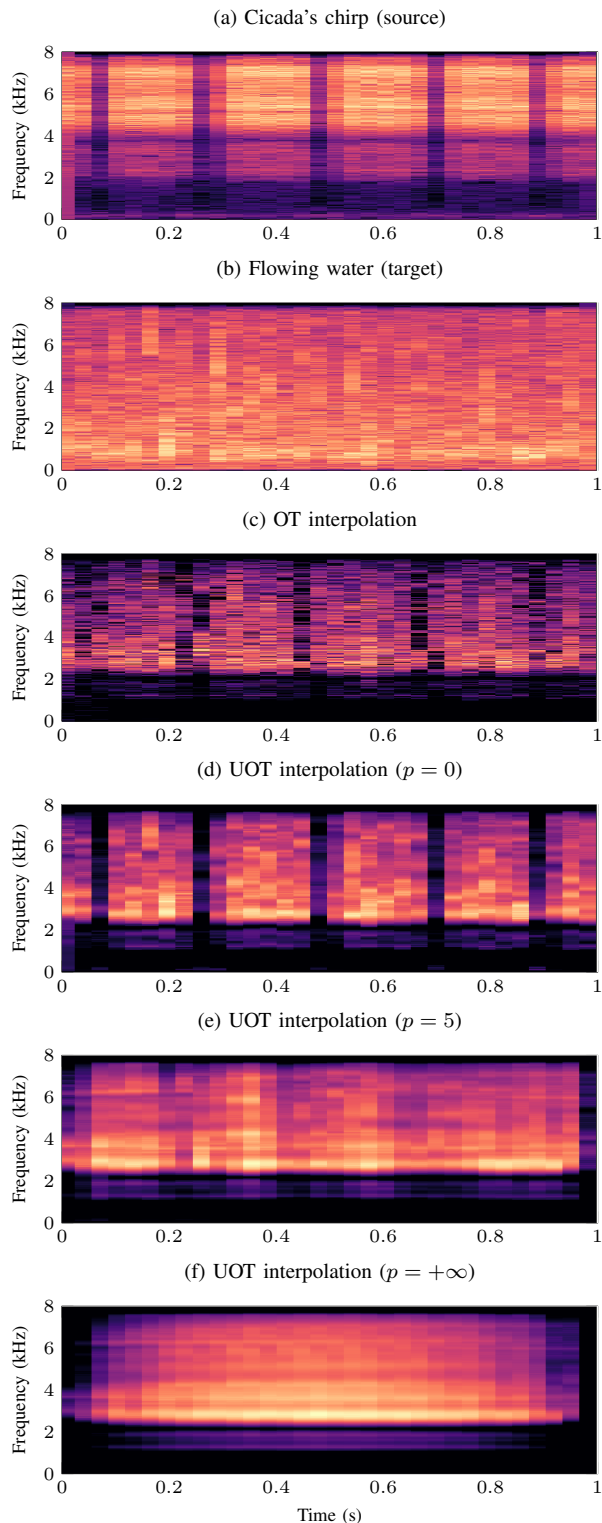 (a) Cicada's chirp (source)
8
6
4
2
0
Frequency (kHz)
0 0.2 0.4 0.6 0.8 1
(b) Flowing water (target)
8
6
4
2
0
Frequency (kHz)
0 0.2 0.4 0.6 0.8 1
(c) OT interpolation
8
6
4
2
0
Frequency (kHz)
0 0.2 0.4 0.6 0.8 1
(d) UOT interpolation (p = 0)
8
6
4
2
0
Frequency (kHz)
0 0.2 0.4 0.6 0.8 1
(e) UOT interpolation (p = 5)
8
6
4
2
0
Frequency (kHz)
0 0.2 0.4 0.6 0.8 1
(f) UOT interpolation (p = +∞)
8
6
4
2
0
Frequency (kHz)
0 0.2 0.4 0.6 0.8 1
Time (s)